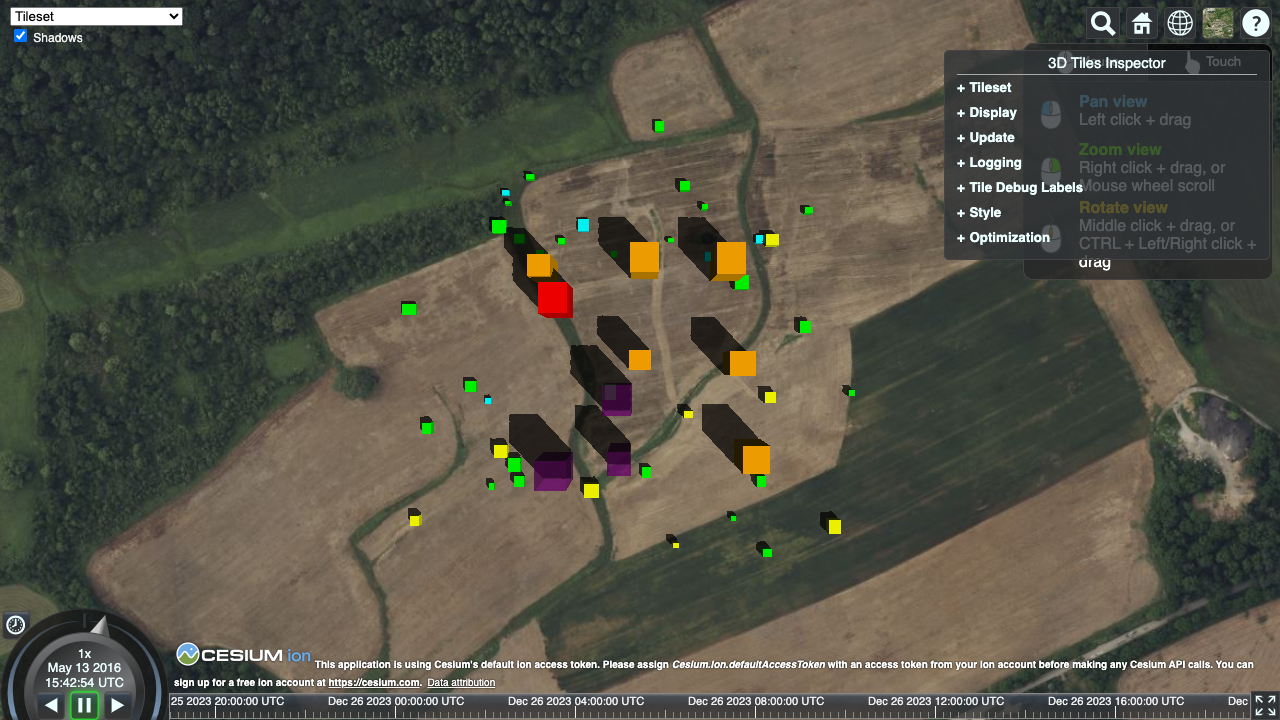 Tileset
Shadows
3D Tiles Inspector
Touch
+ Tileset
+ Display
+ Update
+ Logging
+ Tile Debug Labels
+ Style
+ Optimization
Pan view
Left click + drag
Zoom view
Right click + drag, or
Mouse wheel scroll
Rotate view
Middle click + drag, or
CTRL + Left/Right click +
drag
?
1x
May 13 2016
15:42:54 UTC
CESIUM ion
This application is using Cesium's default ion access token. Please assign Cesium.Ion.defaultAccessToken with an access token from your ion account before making any Cesium API calls. You can
sign up for a free ion account at https://cesium.com. Data attribution
25 2023 20:00:00 UTC
Dec 26 2023 00:00:00 UTC
Dec 26 2023 04:00:00 UTC
Dec 26 2023 08:00:00 UTC
Dec 26 2023 12:00:00 UTC
Dec 26 2023 16:00:00 UTC
Dec